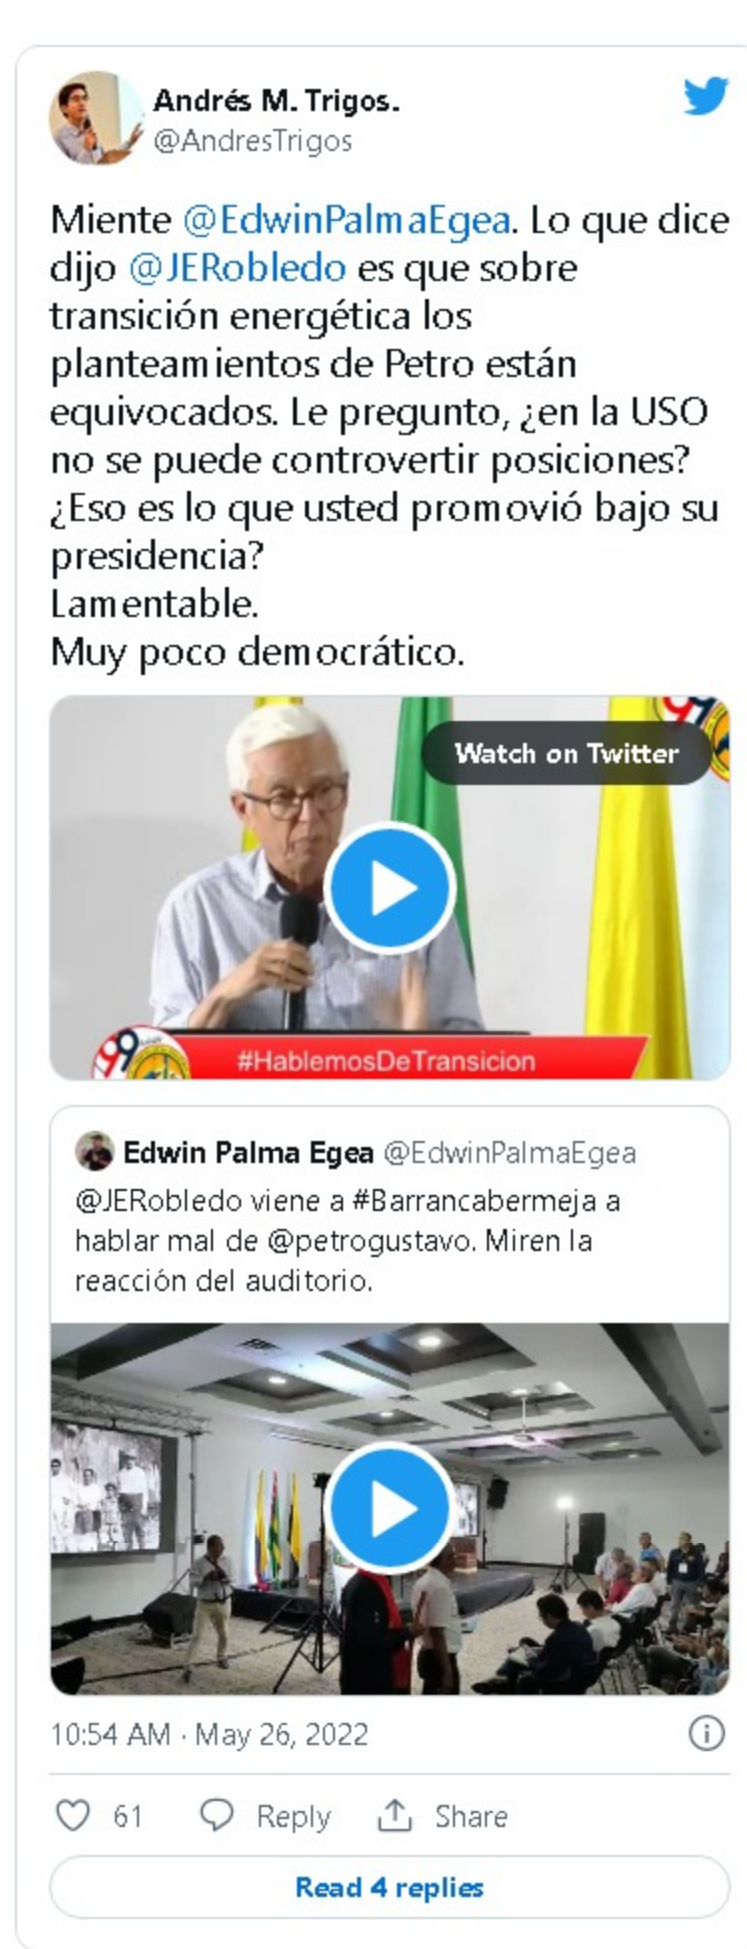 Andrés M. Trigos.
@AndresTrigos
Miente @EdwinPalmaEgea. Lo que dice
dijo @JERobledo es que sobre
transición energética los
planteamientos de Petro están
equivocados. Le pregunto, ¿en la USO
no se puede controvertir posiciones?
¿Eso es lo que usted promovió bajo su
presidencia?
Lamentable.
Muy poco democrático.
Watch on Twitter
99
#HablemosDeTransicion
Edwin Palma Egea @EdwinPalmaEgea
@JERobledo viene a #Barrancabermeja a
hablar mal de @petrogustavo. Miren la
reacción del auditorio.
10:54 AM · May 26, 2022
61 Reply Share
Read 4 replies